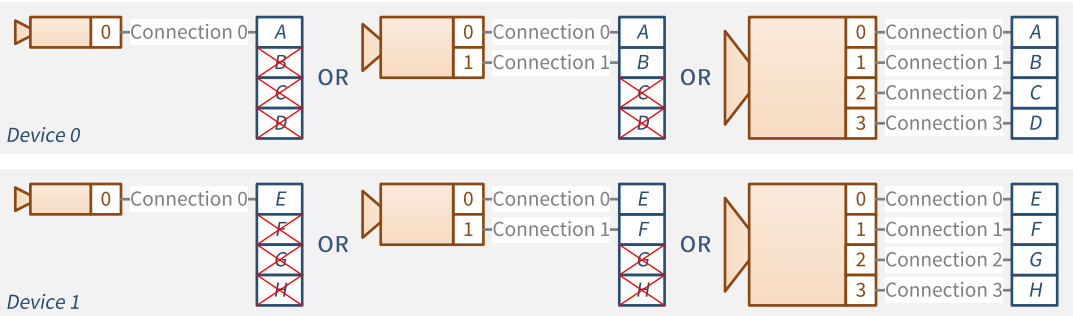 0 Connection 0 A OR 0 Connection 0 A OR 0 Connection 0 A
B 1 Connection 1 B 1 Connection 1 B
C C 2 Connection 2 C
D D 3 Connection 3 D
Device 0
0 Connection 0 E OR 0 Connection 0 E OR 0 Connection 0 E
F 1 Connection 1 F 1 Connection 1 F
G G 2 Connection 2 G
H H 3 Connection 3 H
Device 1